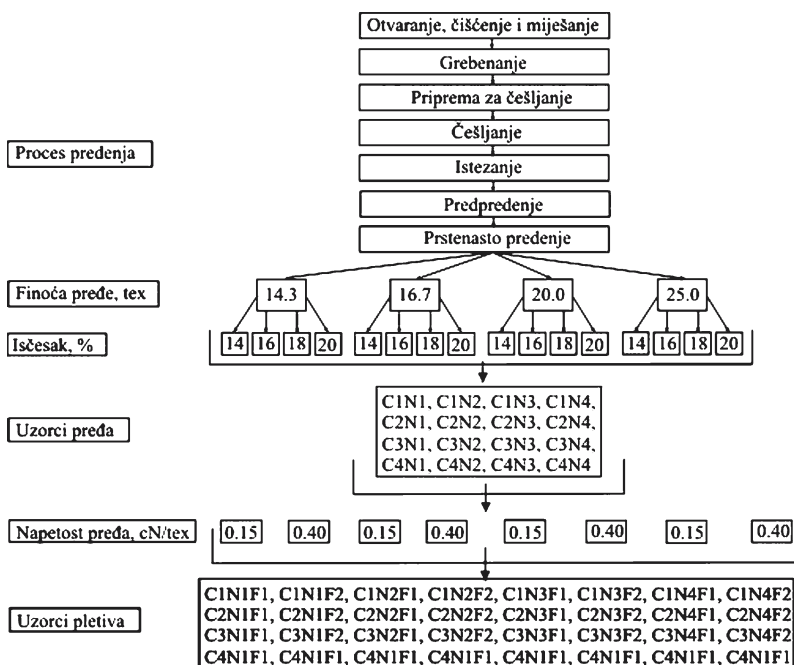 Otvaranje, čišćenje i miješanje
Grebenanje
Priprema za češljanje
Češljanje
Proces predenja
Istezanje
Predpredenje
Prstenasto predenje
Finoća pređe, tex 14.3 16.7 20.0 25.0
Isčesak, % 14 16 18 20 14 16 18 20 14 16 18 20 14 16 18 20
C1N1, C1N2, C1N3, C1N4,
C2N1, C2N2, C2N3, C2N4,
Uzorci pređa
C3N1, C3N2, C3N3, C3N4,
C4N1, C4N2, C4N3, C4N4
Napetost pređa, cN/tex 0.15 0.40 0.15 0.40 0.15 0.40 0.15 0.40
C1N1F1, C1N1F2, C1N2F1, C1N2F2, C1N3F1, C1N3F2, C1N4F1, C1N4F2
Uzorci pletiva
C2N1F1, C2N1F2, C2N2F1, C2N2F2, C2N3F1, C2N3F2, C2N4F1, C2N4F2
C3N1F1, C3N1F2, C3N2F1, C3N2F2, C3N3F1, C3N3F2, C3N4F1, C3N4F2
C4N1F1, C4N1F1, C4N1F1, C4N1F1, C4N1F1, C4N1F1, C4N1F1, C4N1F1